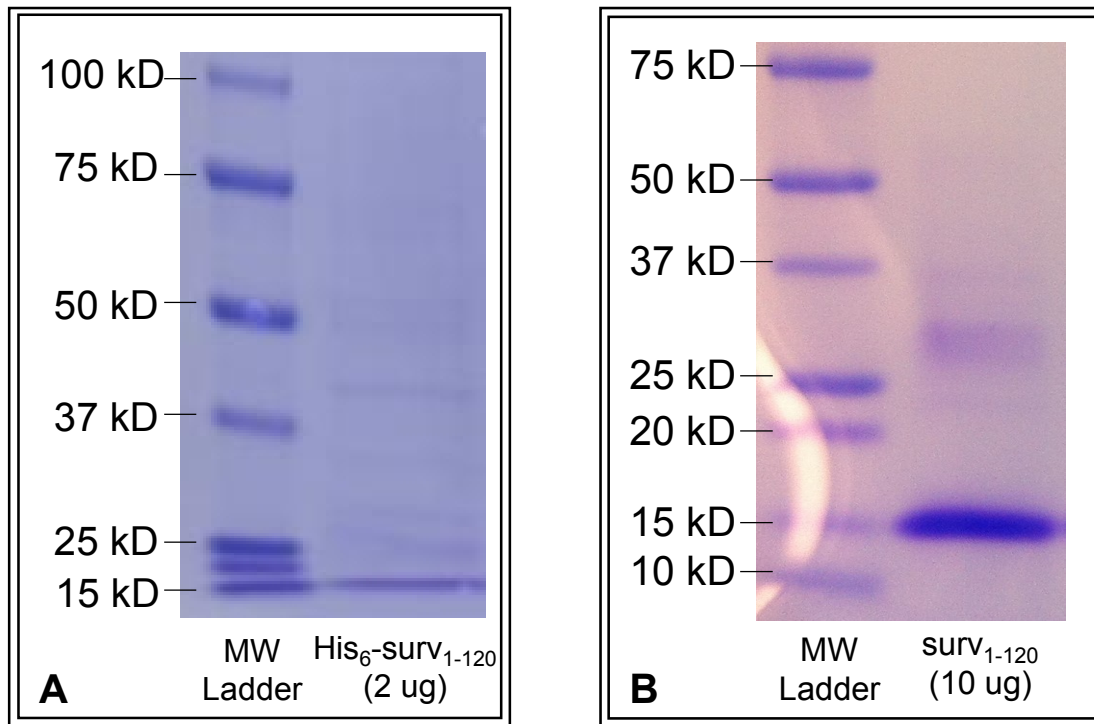 100 kD
75 kD
50 kD
37 kD
25 kD
15 kD
MW
Ladder
His6-surv1-120
(2 ug)
A
75 kD
50 kD
37 kD
25 kD
20 kD
15 kD
10 kD
MW
Ladder
surv1-120
(10 ug)
B